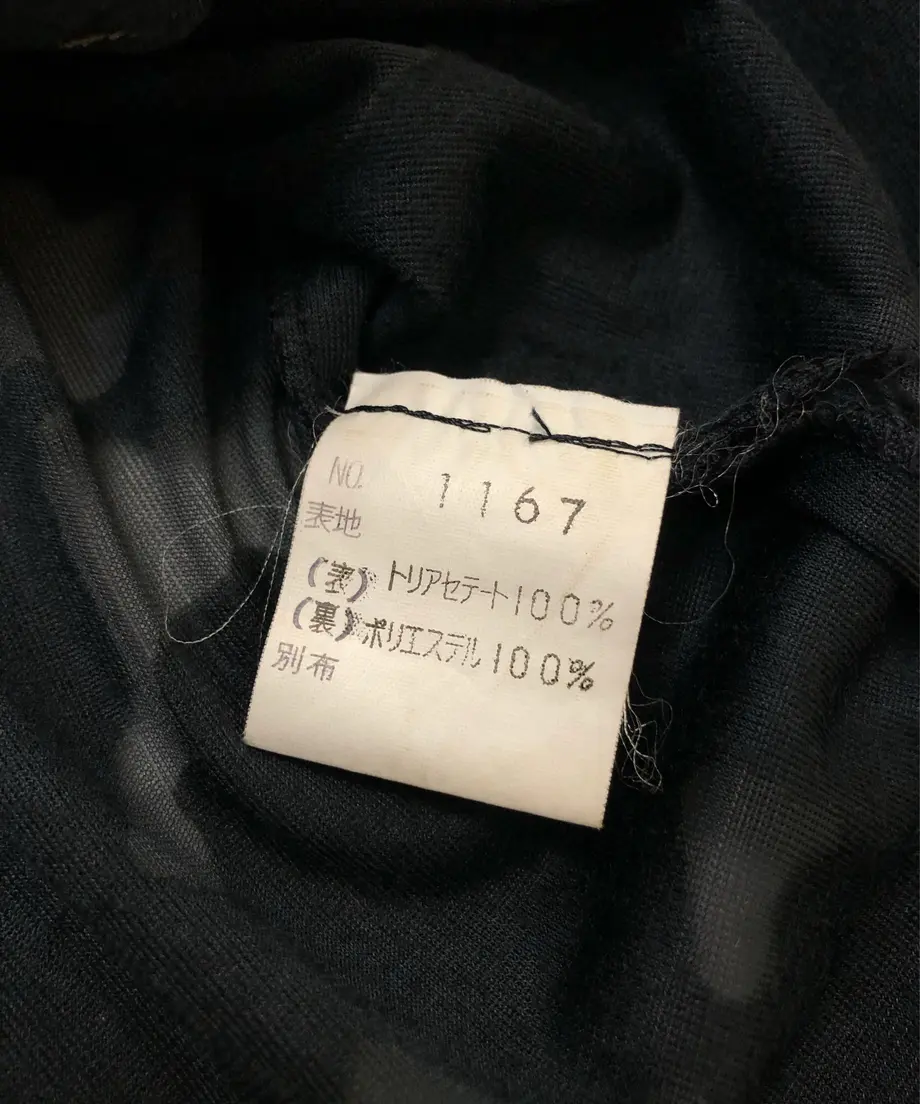 NO. 1167
表地
(表) トリアセテート100%
(裏) ポリエステル100%
別布